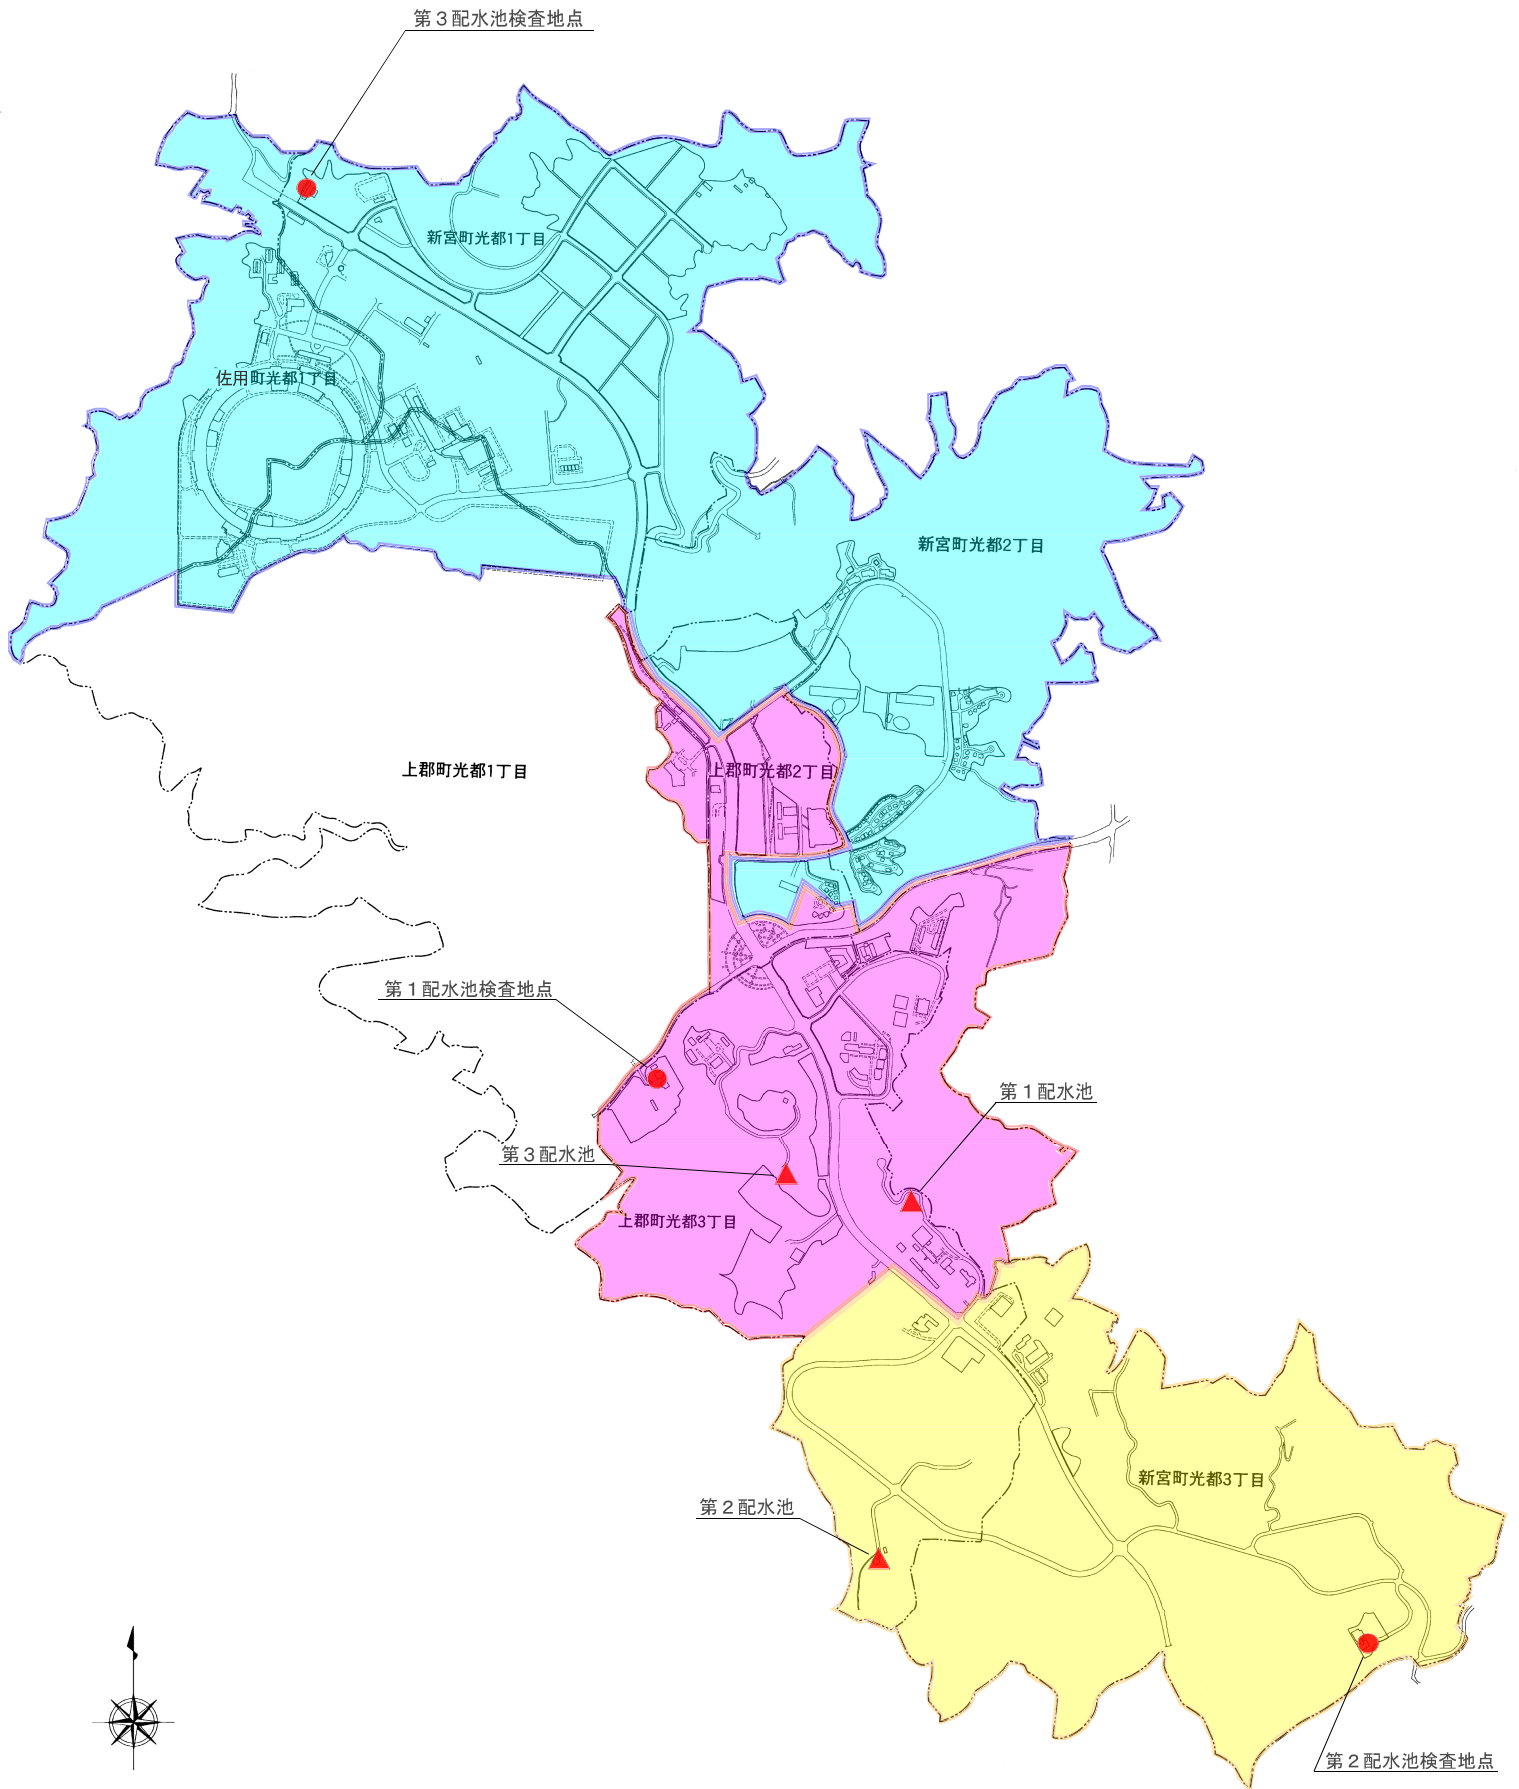 第３配水池検査地点
新宮町光都1丁目
佐用町光都1丁目
新宮町光都2丁目
上郡町光都1丁目
上郡町光都2丁目
第１配水池検査地点
第１配水池
第３配水池
上郡町光都3丁目
新宮町光都3丁目
第２配水池
第２配水池検査地点